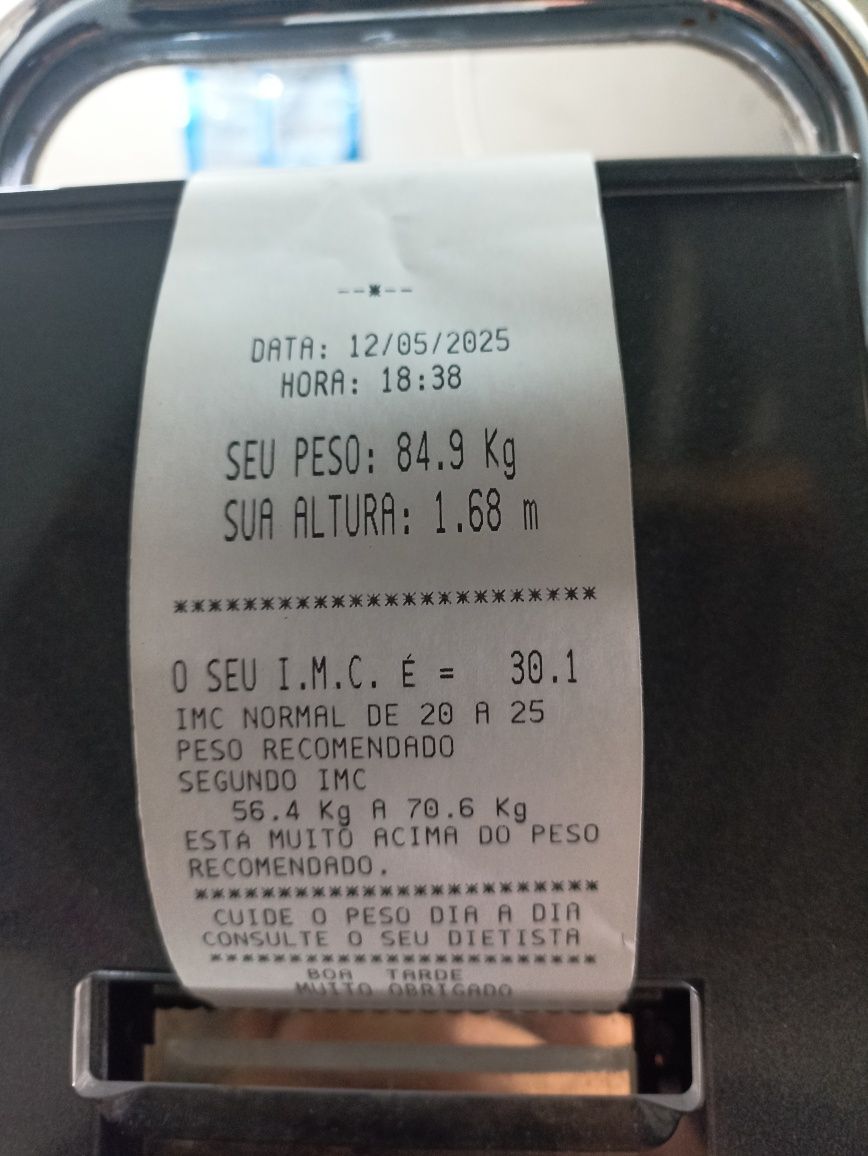 --*--
DATA: 12/05/2025
HORA: 18:38
SEU PESO: 84.9 Kg
SUA ALTURA: 1.68 m
************************
O SEU I.M.C. É = 30.1
IMC NORMAL DE 20 A 25
PESO RECOMENDADO
SEGUNDO IMC
56.4 Kg A 70.6 Kg
ESTÁ MUITO ACIMA DO PESO
RECOMENDADO.
************************
CUIDE O PESO DIA A DIA
CONSULTE O SEU DIETISTA
************************
BOA TARDE
MUITO OBRIGADO